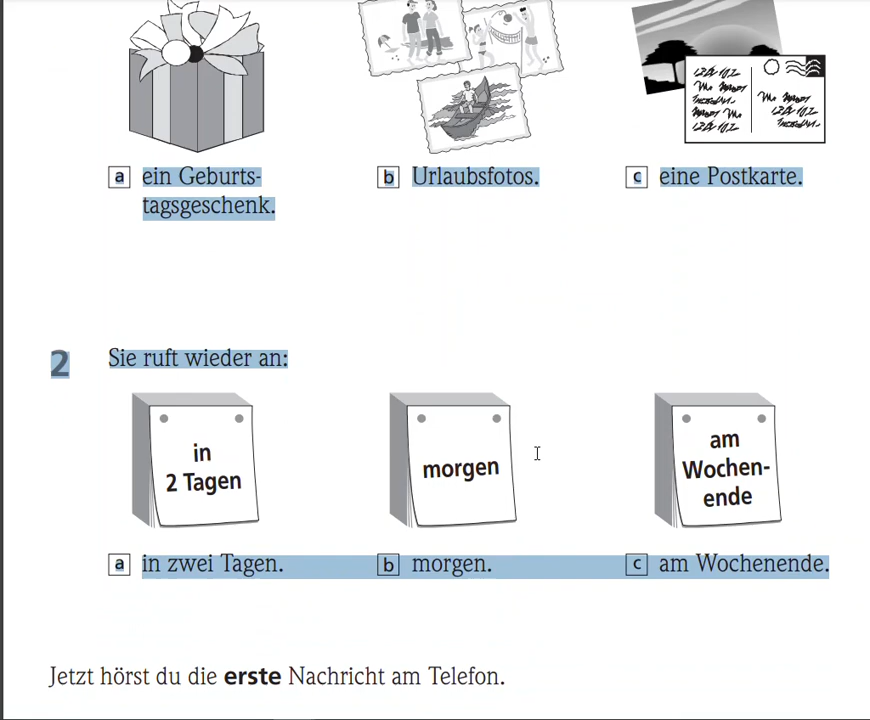 a ein Geburts-
tagsgeschenk.
b Urlaubsfotos.
c eine Postkarte.
2 Sie ruft wieder an:
in
2 Tagen
morgen
am
Wochen-
ende
a in zwei Tagen. b morgen. c am Wochenende.
Jetzt hörst du die erste Nachricht am Telefon.